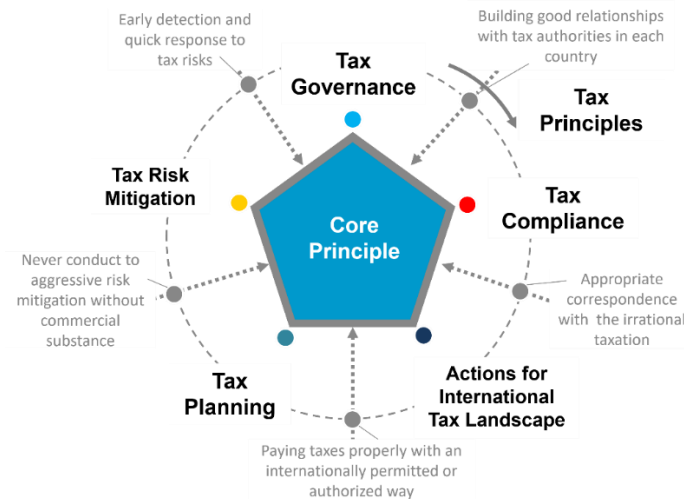 Early detection and
quick response to
tax risks
Building good relationships
with tax authorities in each
country
Tax
Governance
Tax
Principles
Tax Risk
Mitigation
Tax
Compliance
Core
Principle
Never conduct to
aggressive risk
mitigation without
commercial
substance
Appropriate
correspondence
with the irrational
taxation
Tax
Planning
Actions for
International
Tax Landscape
Paying taxes properly with an
internationally permitted or
authorized way